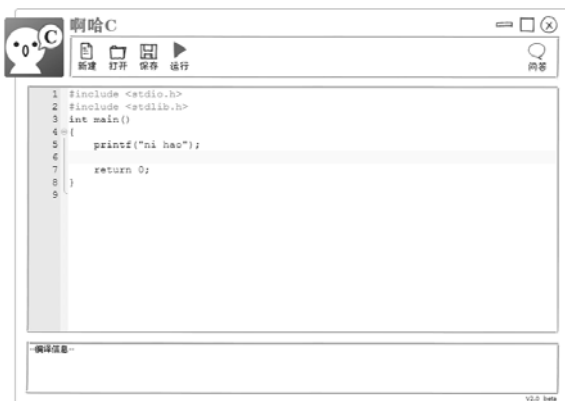 啊哈C
C
新建 打开 保存 运行 问答
1 #include <stdio.h>
2 #include <stdlib.h>
3 int main()
4 {
5     printf("ni hao");
6
7     return 0;
8 }
9
--编译信息--
V2.0 beta